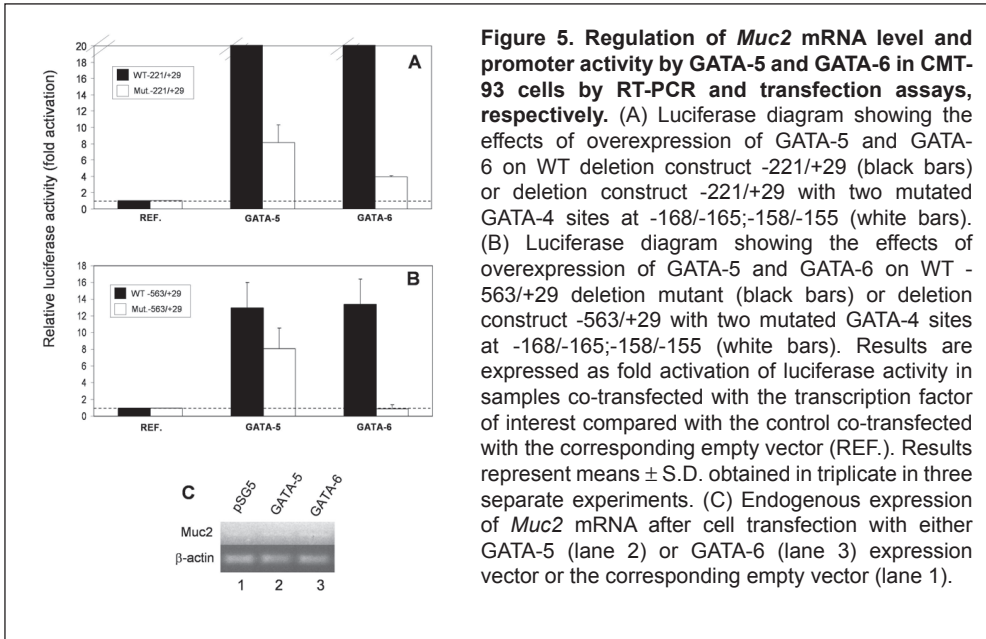 Relative luciferase activity (fold activation)
20
18
16
14
12
10
8
6
4
2
0
WT-221/+29
Mut.-221/+29
A
REF.
GATA-5
GATA-6
18
16
14
12
10
8
6
4
2
0
WT -563/+29
Mut.-563/+29
B
REF.
GATA-5
GATA-6
C
pSG5
GATA-5
GATA-6
Muc2
β-actin
1 2 3
Figure 5. Regulation of Muc2 mRNA level and
promoter activity by GATA-5 and GATA-6 in CMT-
93 cells by RT-PCR and transfection assays,
respectively. (A) Luciferase diagram showing the
effects of overexpression of GATA-5 and GATA-
6 on WT deletion construct -221/+29 (black bars)
or deletion construct -221/+29 with two mutated
GATA-4 sites at -168/-165;-158/-155 (white bars).
(B) Luciferase diagram showing the effects of
overexpression of GATA-5 and GATA-6 on WT -
563/+29 deletion mutant (black bars) or deletion
construct -563/+29 with two mutated GATA-4 sites
at -168/-165;-158/-155 (white bars). Results are
expressed as fold activation of luciferase activity in
samples co-transfected with the transcription factor
of interest compared with the control co-transfected
with the corresponding empty vector (REF.). Results
represent means ± S.D. obtained in triplicate in three
separate experiments. (C) Endogenous expression
of Muc2 mRNA after cell transfection with either
GATA-5 (lane 2) or GATA-6 (lane 3) expression
vector or the corresponding empty vector (lane 1).